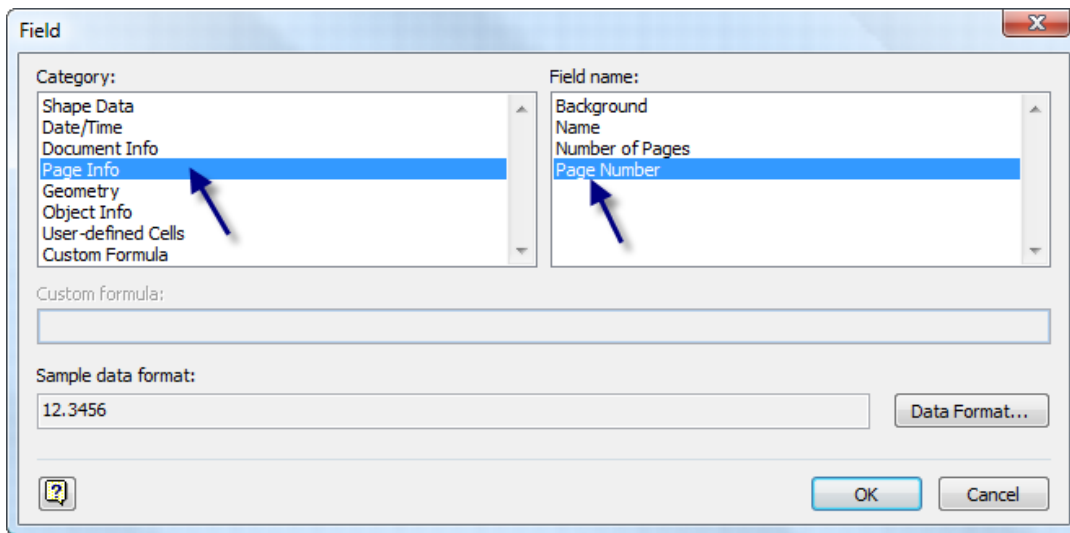 Field
Category:
Shape Data
Date/Time
Document Info
Page Info
Geometry
Object Info
User-defined Cells
Custom Formula
Field name:
Background
Name
Number of Pages
Page Number
Custom formula:
Sample data format:
12.3456
Data Format...
?
OK
Cancel